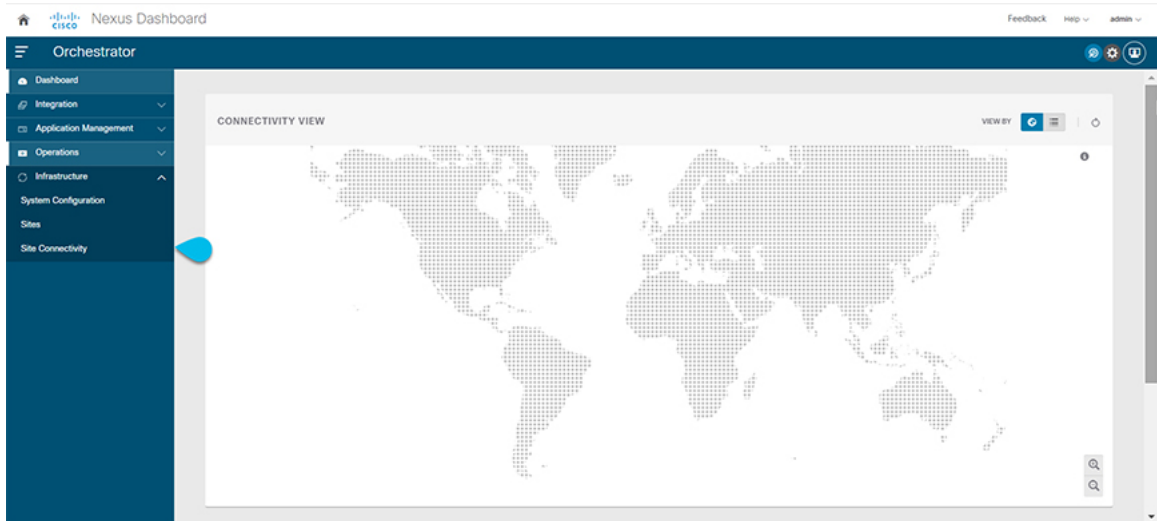 CISCO Nexus Dashboard Feedback Help admin
Orchestrator
Dashboard
Integration
Application Management
Operations
Infrastructure
System Configuration
Sites
Site Connectivity
CONNECTIVITY VIEW VIEW BY